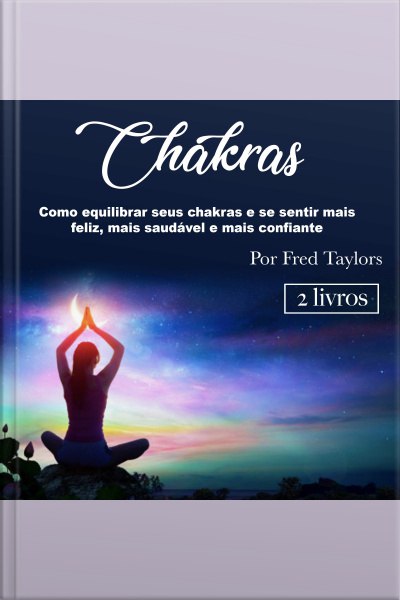 Chakras
Como equilibrar seus chakras e se sentir mais
feliz, mais saudável e mais confiante
Por Fred Taylors
2 livros